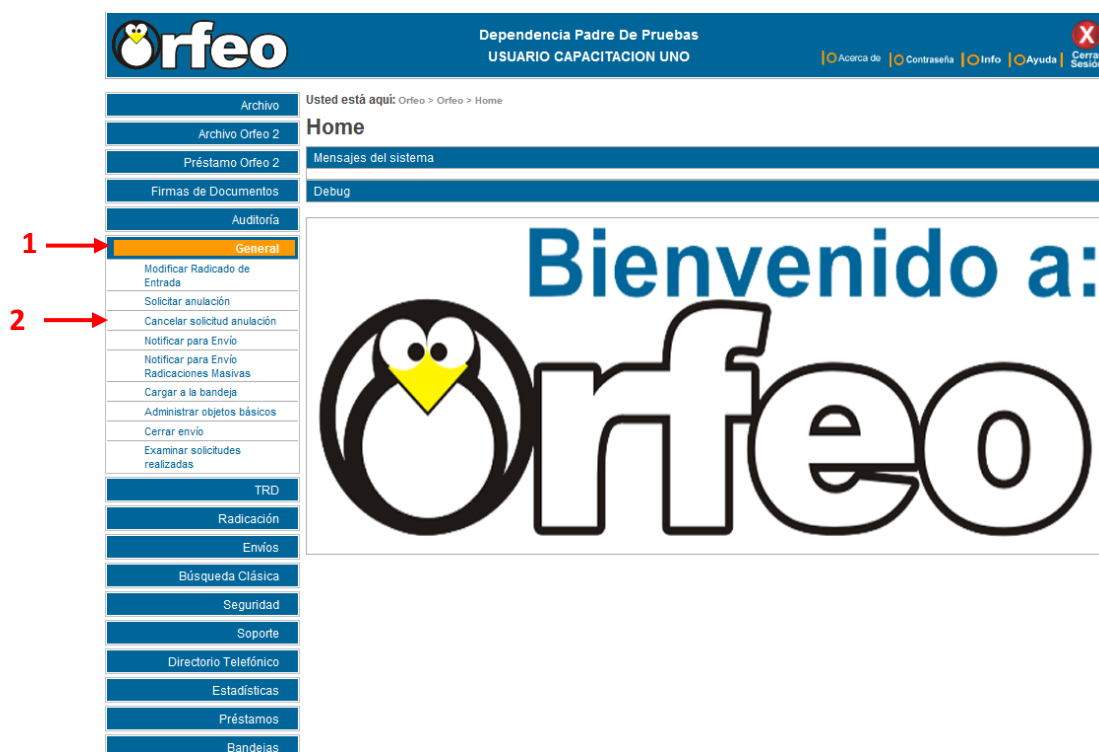 Orfeo
Dependencia Padre De Pruebas
USUARIO CAPACITACION UNO
Acerca de
Contraseña
Info
Ayuda
Cerrar
Sesión
Archivo
Archivo Orfeo 2
Préstamo Orfeo 2
Firmas de Documentos
Auditoría
1
General
Modificar Radicado de
Entrada
Solicitar anulación
2
Cancelar solicitud anulación
Notificar para Envío
Notificar para Envío
Radicaciones Masivas
Cargar a la bandeja
Administrar objetos básicos
Cerrar envío
Examinar solicitudes
realizadas
TRD
Radicación
Envíos
Búsqueda Clásica
Seguridad
Soporte
Directorio Telefónico
Estadísticas
Préstamos
Bandejas
Usted está aquí: Orfeo > Orfeo > Home
Home
Mensajes del sistema
Debug
Bienvenido a:
Orfeo